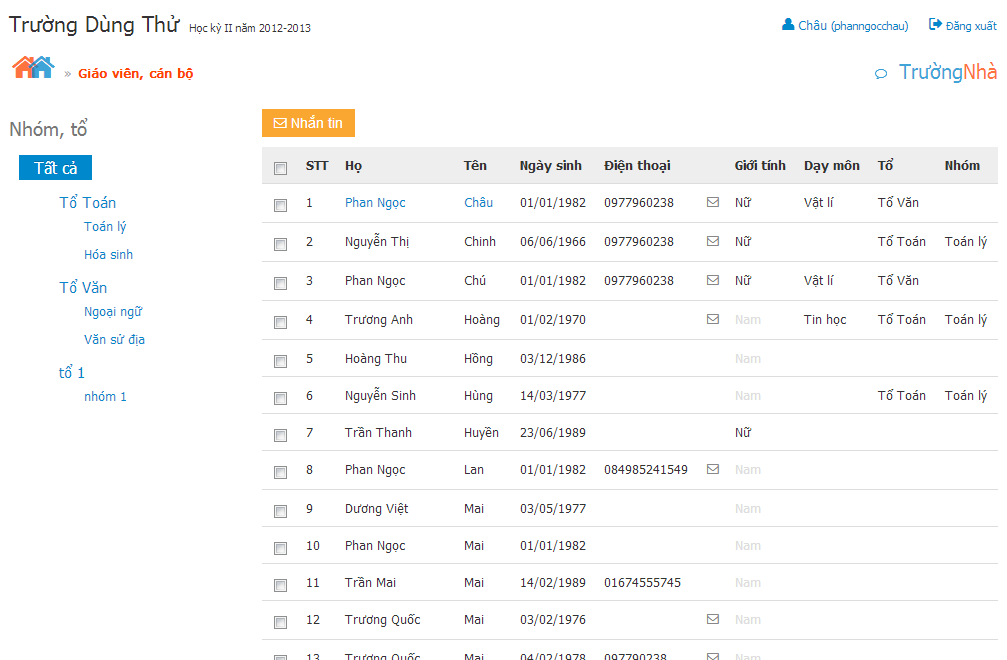 Trường Dùng Thử Học kỳ II năm 2012-2013
Châu (phanngocchau) Đăng xuất
» Giáo viên, cán bộ
TrườngNhà
Nhóm, tổ
Tất cả
Tổ Toán
Toán lý
Hóa sinh
Tổ Văn
Ngoại ngữ
Văn sử địa
tổ 1
nhóm 1
Nhắn tin
STT Họ Tên Ngày sinh Điện thoại Giới tính Dạy môn Tổ Nhóm
1 Phan Ngọc Châu 01/01/1982 0977960238 Nữ Vật lí Tổ Văn
2 Nguyễn Thị Chinh 06/06/1966 0977960238 Nữ Tổ Toán Toán lý
3 Phan Ngọc Chú 01/01/1982 0977960238 Nữ Vật lí Tổ Văn
4 Trương Anh Hoàng 01/02/1970 Nam Tin học Tổ Toán Toán lý
5 Hoàng Thu Hồng 03/12/1986 Nam
6 Nguyễn Sinh Hùng 14/03/1977 Nam Tổ Toán Toán lý
7 Trần Thanh Huyền 23/06/1989 Nữ
8 Phan Ngọc Lan 01/01/1982 084985241549 Nam
9 Dương Việt Mai 03/05/1977 Nam
10 Phan Ngọc Mai 01/01/1982 Nam
11 Trần Mai Mai 14/02/1989 01674555745 Nam
12 Trương Quốc Mai 03/02/1976 Nam
13 Trương Quốc Mai 04/02/1978 097790238 Nam